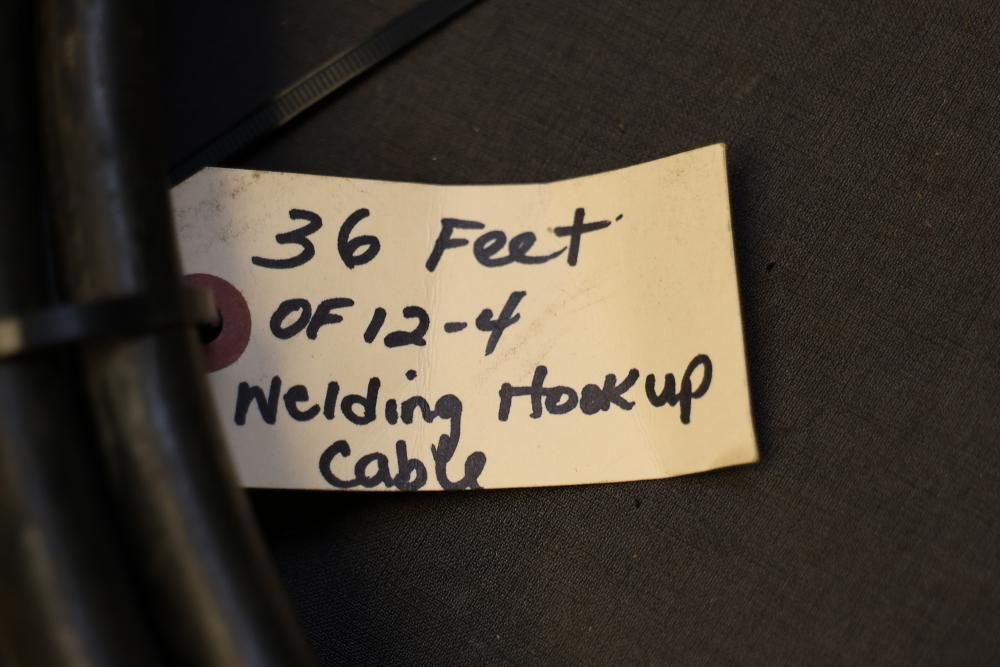 36 Feet
OF 12-4
Welding Hookup
Cable